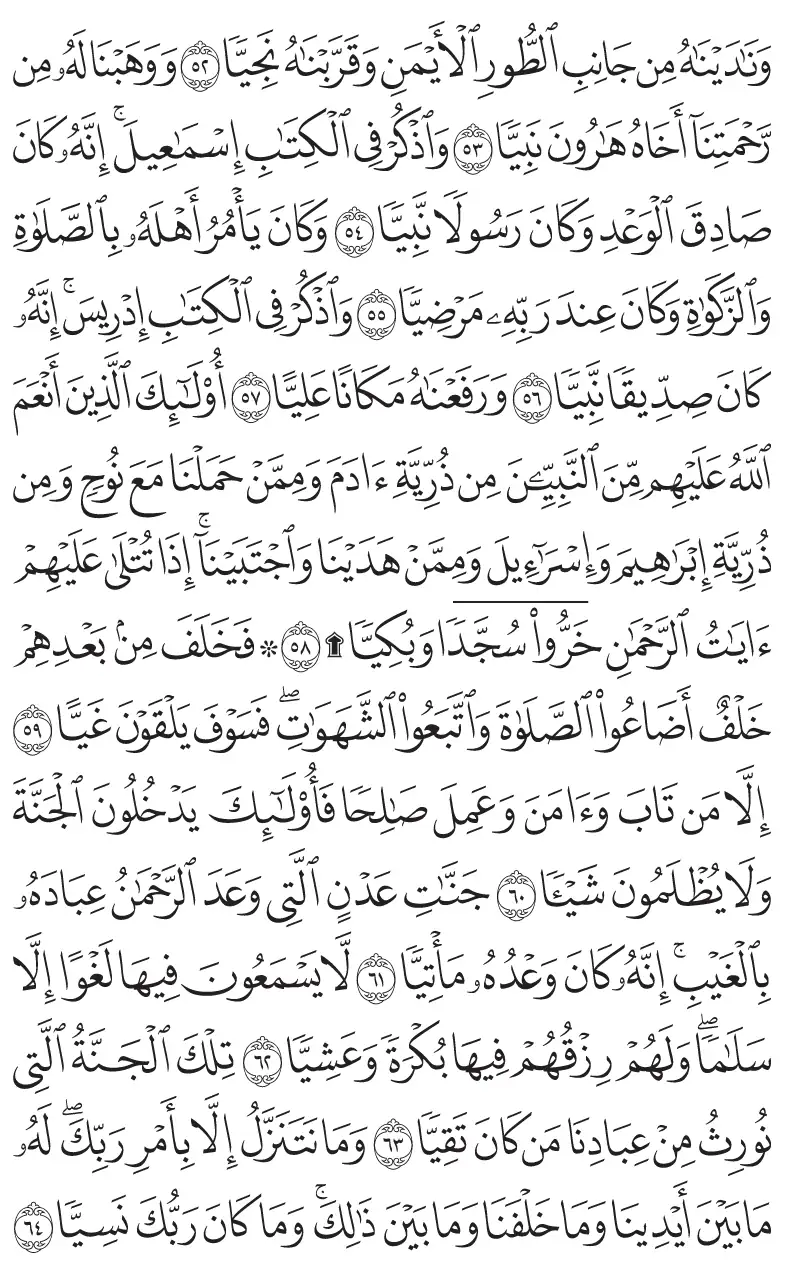 وَنَٰدَيۡنَٰهُ مِن جَانِبِ ٱلطُّورِ ٱلۡأَيۡمَنِ وَقَرَّبۡنَٰهُ نَجِيّٗا ٥٢ وَوَهَبۡنَا لَهُۥ مِن
رَّحۡمَتِنَآ أَخَاهُ هَٰرُونَ نَبِيّٗا ٥٣ وَٱذۡكُرۡ فِي ٱلۡكِتَٰبِ إِسۡمَٰعِيلَۚ إِنَّهُۥ كَانَ
صَادِقَ ٱلۡوَعۡدِ وَكَانَ رَسُولٗا نَّبِيّٗا ٥٤ وَكَانَ يَأۡمُرُ أَهۡلَهُۥ بِٱلصَّلَوٰةِ
وَٱلزَّكَوٰةِ وَكَانَ عِندَ رَبِّهِۦ مَرۡضِيّٗا ٥٥ وَٱذۡكُرۡ فِي ٱلۡكِتَٰبِ إِدۡرِيسَۚ إِنَّهُۥ
كَانَ صِدِّيقٗا نَّبِيّٗا ٥٦ وَرَفَعۡنَٰهُ مَكَانًا عَلِيًّا ٥٧ أُوْلَٰٓئِكَ ٱلَّذِينَ أَنۡعَمَ
ٱللَّهُ عَلَيۡهِم مِّنَ ٱلنَّبِيِّـۧنَ مِن ذُرِّيَّةِ ءَادَمَ وَمِمَّنۡ حَمَلۡنَا مَعَ نُوحٖ وَمِن
ذُرِّيَّةِ إِبۡرَٰهِيمَ وَإِسۡرَٰٓءِيلَ وَمِمَّنۡ هَدَيۡنَا وَٱجۡتَبَيۡنَآۚ إِذَا تُتۡلَىٰ عَلَيۡهِمۡ
ءَايَٰتُ ٱلرَّحۡمَٰنِ خَرُّواْۤ سُجَّدٗاۤ وَبُكِيّٗا۩ ٥٨ ۞ فَخَلَفَ مِنۢ بَعۡدِهِمۡ
خَلۡفٌ أَضَاعُواْ ٱلصَّلَوٰةَ وَٱتَّبَعُواْ ٱلشَّهَوَٰتِۖ فَسَوۡفَ يَلۡقَوۡنَ غَيًّا ٥٩
إِلَّا مَن تَابَ وَءَامَنَ وَعَمِلَ صَٰلِحٗا فَأُوْلَٰٓئِكَ يَدۡخُلُونَ ٱلۡجَنَّةَ
وَلَا يُظۡلَمُونَ شَيۡـٔٗا ٦٠ جَنَّٰتِ عَدۡنٍ ٱلَّتِي وَعَدَ ٱلرَّحۡمَٰنُ عِبَادَهُۥ
بِٱلۡغَيۡبِۚ إِنَّهُۥ كَانَ وَعۡدُهُۥ مَأۡتِيّٗا ٦١ لَّا يَسۡمَعُونَ فِيهَا لَغۡوًا إِلَّا
سَلَٰمٗاۖ وَلَهُمۡ رِزۡقُهُمۡ فِيهَا بُكۡرَةٗ وَعَشِيّٗا ٦٢ تِلۡكَ ٱلۡجَنَّةُ ٱلَّتِي
نُورِثُ مِنۡ عِبَادِنَا مَن كَانَ تَقِيّٗا ٦٣ وَمَا نَتَنَزَّلُ إِلَّا بِأَمۡرِ رَبِّكَۖ لَهُۥ
مَا بَيۡنَ أَيۡدِينَا وَمَا خَلۡفَنَا وَمَا بَيۡنَ ذَٰلِكَۚ وَمَا كَانَ رَبُّكَ نَسِيّٗا ٦٤